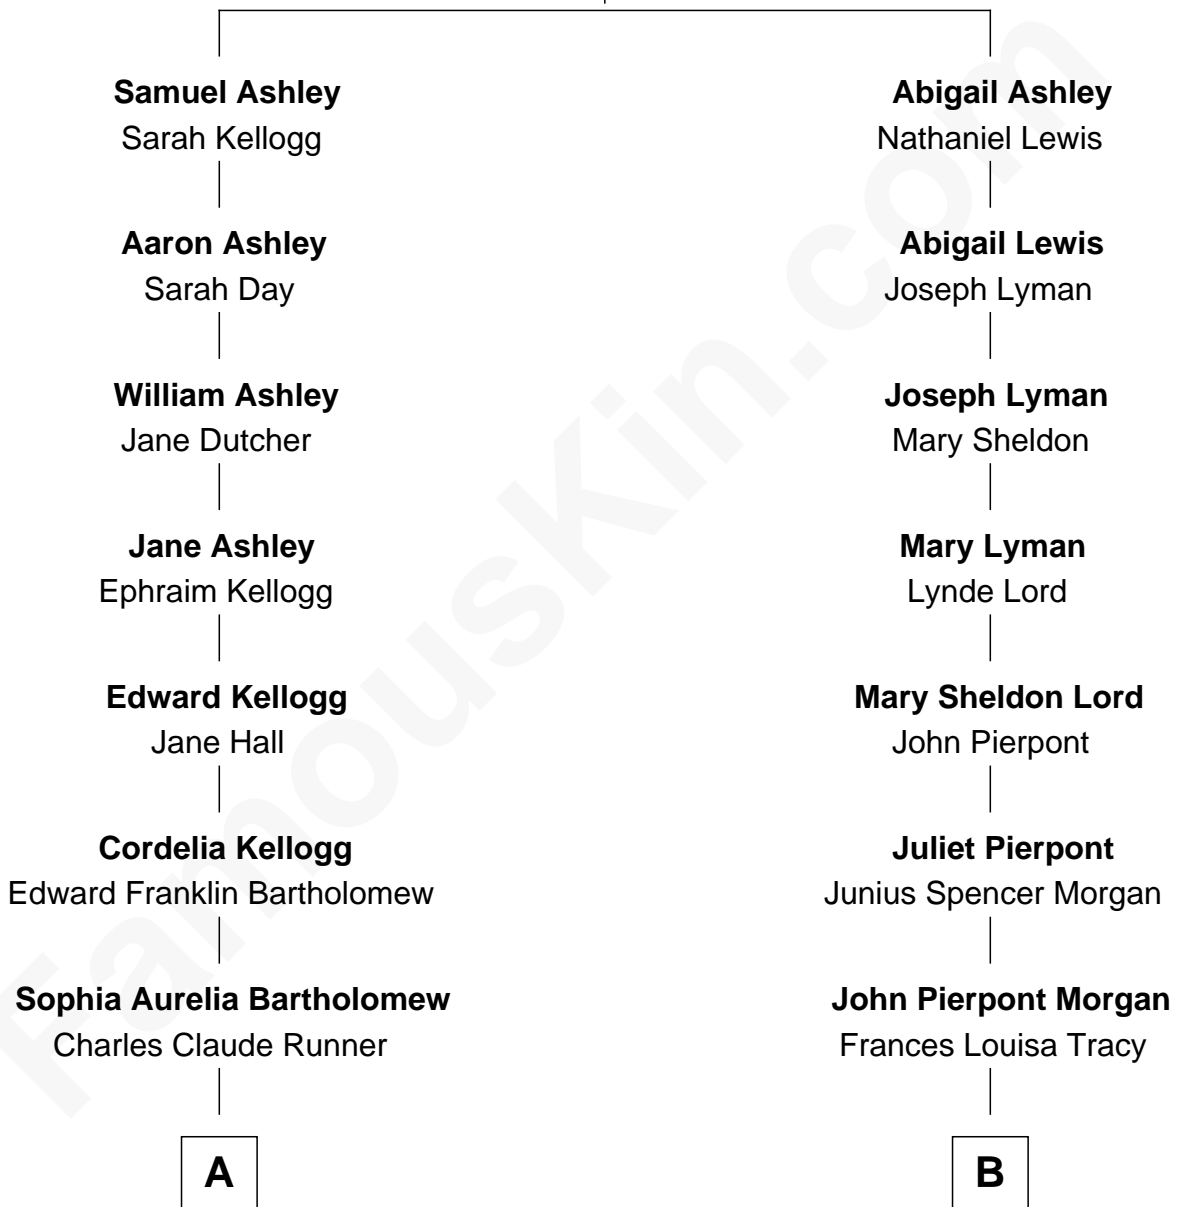 Samuel Ashley
Sarah Kellogg
Abigail Ashley
Nathaniel Lewis
Aaron Ashley
Sarah Day
Abigail Lewis
Joseph Lyman
William Ashley
Jane Dutcher
Joseph Lyman
Mary Sheldon
Jane Ashley
Ephraim Kellogg
Mary Lyman
Lynde Lord
Edward Kellogg
Jane Hall
Mary Sheldon Lord
John Pierpont
Cordelia Kellogg
Edward Franklin Bartholomew
Juliet Pierpont
Junius Spencer Morgan
Sophia Aurelia Bartholomew
Charles Claude Runner
John Pierpont Morgan
Frances Louisa Tracy
A
B
FamousKin.com